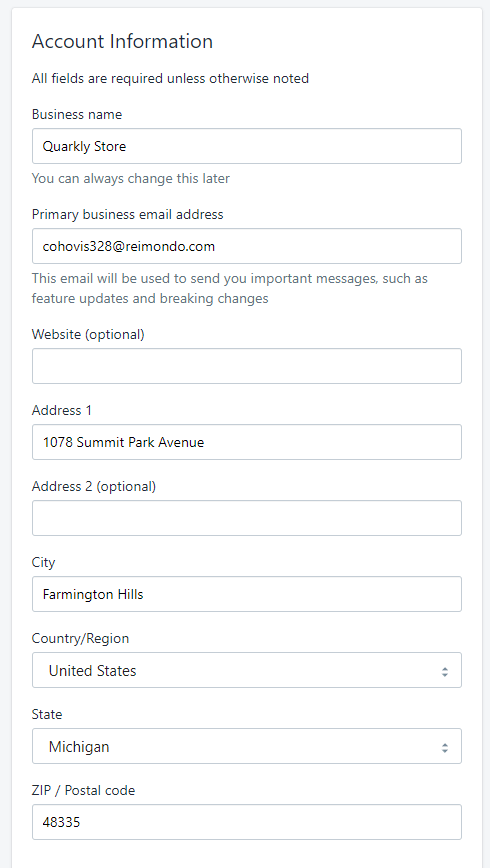 Account Information
All fields are required unless otherwise noted
Business name
Quarkly Store
You can always change this later
Primary business email address
cohovis328@reimondo.com
This email will be used to send you important messages, such as
feature updates and breaking changes
Website (optional)
Address 1
1078 Summit Park Avenue
Address 2 (optional)
City
Farmington Hills
Country/Region
United States
State
Michigan
ZIP / Postal code
48335